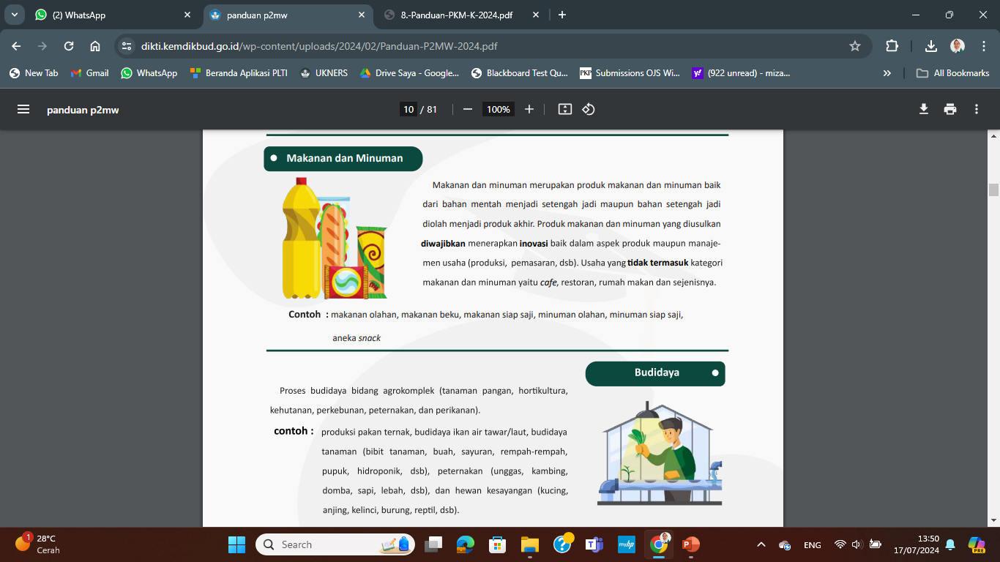 (2) WhatsApp
panduan p2mw
8.-Panduan-PKM-K-2024.pdf
dikti.kemdikbud.go.id/wp-content/uploads/2024/02/Panduan-P2MW-2024.pdf
New Tab
Gmail
WhatsApp
Beranda Aplikasi PLTI
UKNERS
Drive Saya - Google...
Blackboard Test Qu...
PKP
Submissions OJS Wi...
(922 unread) - miza...
»
All Bookmarks
panduan p2mw
10 / 81
100%
Makanan dan Minuman
Makanan dan minuman merupakan produk makanan dan minuman baik
dari bahan mentah menjadi setengah jadi maupun bahan setengah jadi
diolah menjadi produk akhir. Produk makanan dan minuman yang diusulkan
diwajibkan menerapkan inovasi baik dalam aspek produk maupun manaje-
men usaha (produksi, pemasaran, dsb). Usaha yang tidak termasuk kategori
makanan dan minuman yaitu cafe, restoran, rumah makan dan sejenisnya.
Contoh : makanan olahan, makanan beku, makanan siap saji, minuman olahan, minuman siap saji,
aneka snack
Budidaya
Proses budidaya bidang agrokomplek (tanaman pangan, hortikultura,
kehutanan, perkebunan, peternakan, dan perikanan).
contoh : produksi pakan ternak, budidaya ikan air tawar/laut, budidaya
tanaman (bibit tanaman, buah, sayuran, rempah-rempah,
pupuk, hidroponik, dsb), peternakan (unggas, kambing,
domba, sapi, lebah, dsb), dan hewan kesayangan (kucing,
anjing, kelinci, burung, reptil, dsb).
1
28°C
Cerah
Search
myhp
ENG
13:50
17/07/2024
PRE